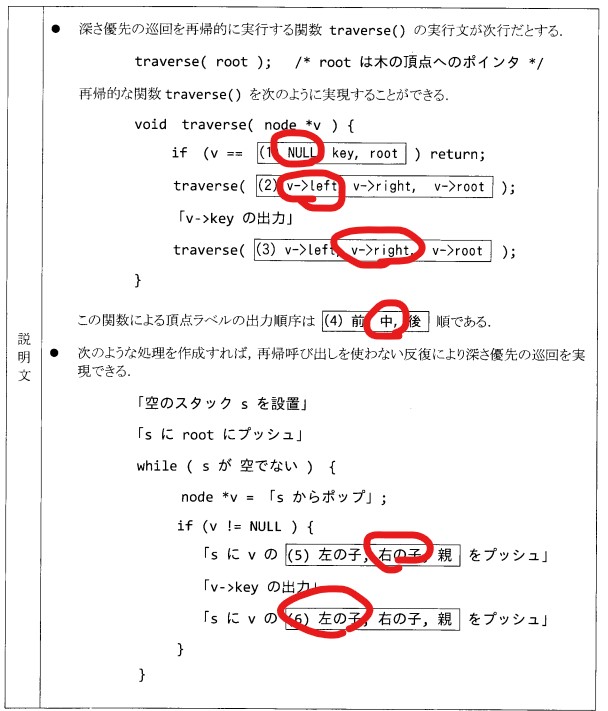 ● 深さ優先の巡回を再帰的に実行する関数 traverse() の実行文が次行だとする.
traverse( root ); /* root は木の頂点へのポインタ */
再帰的な関数 traverse() を次のように実現することができる.
void traverse( node *v ) {
if (v == (1) NULL, key, root ) return;
traverse( (2) v->left, v->right, v->root );
「v->key の出力」
traverse( (3) v->left, v->right, v->root );
}
この関数による頂点ラベルの出力順序は (4) 前, 中, 後 順である.
説明文
● 次のような処理を作成すれば, 再帰呼び出しを使わない反復により深さ優先の巡回を実
現できる.
「空のスタック s を設置」
「s に root にプッシュ」
while ( s が 空でない ) {
node *v = 「s からポップ」;
if (v != NULL ) {
「s に v の (5) 左の子, 右の子, 親 をプッシュ」
「v->key の出力」
「s に v の (6) 左の子, 右の子, 親 をプッシュ」
}
}